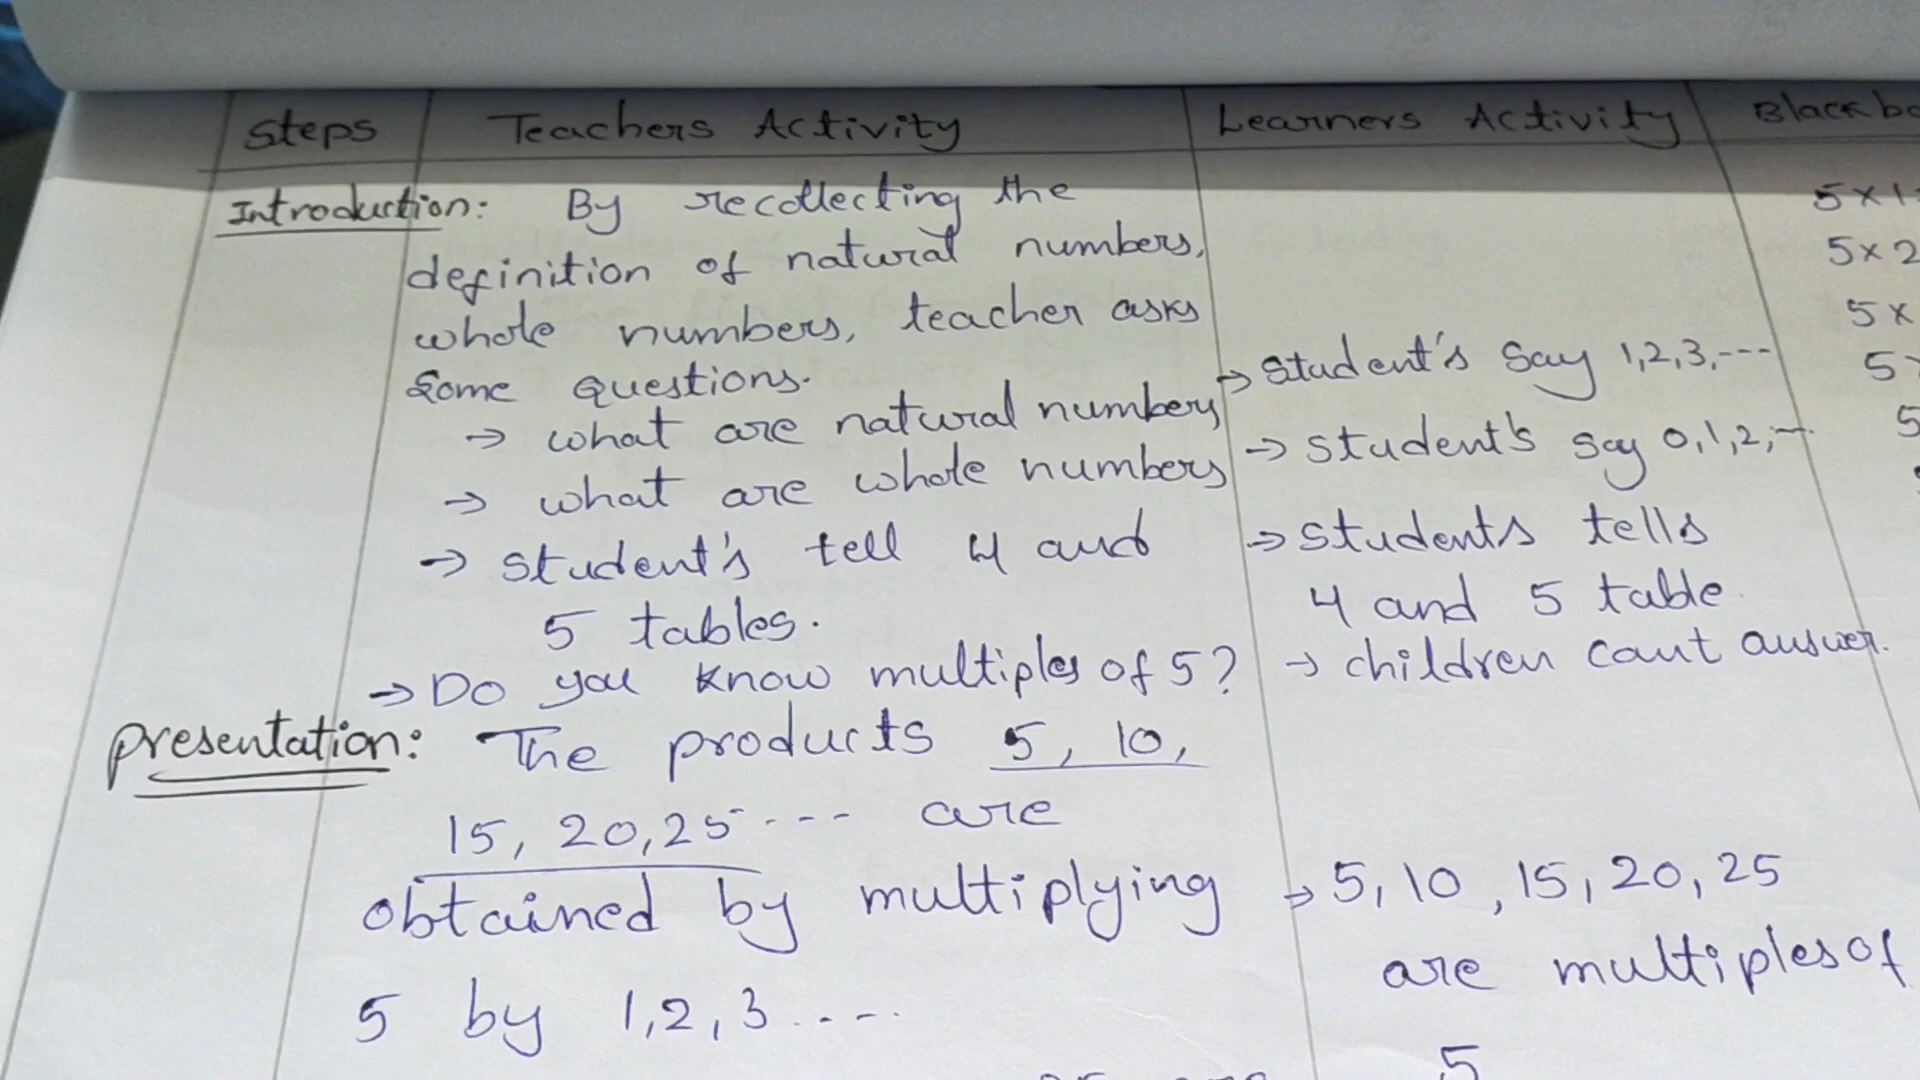 Steps Teachers Activity Learners Activity
Introduction: By recollecting the
definition of natural numbers,
whole numbers, teacher asks
Some questions.
→ what are natural numbers
→ what are whole numbers
→ student's tell 4 and
5 tables.
→ Do you know multiples of 5?
→ student's say 1,2,3,---
→ student's say 0,1,2,---
→ students tells
4 and 5 table.
→ children cant answer.
5×1
5×2
5×
5
5
Presentation: The products 5, 10,
15, 20, 25 --- are
obtained by multiplying
5 by 1,2,3....
→ 5, 10, 15, 20, 25
are multiples of
5